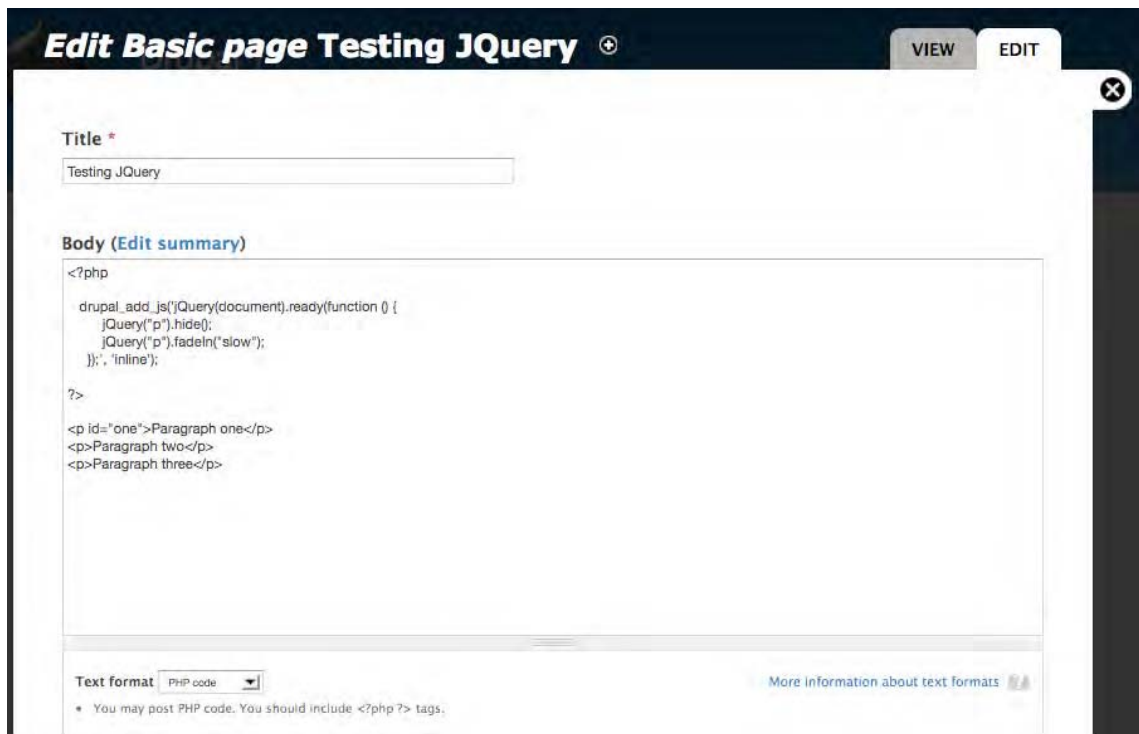 Edit Basic page Testing JQuery
VIEW
EDIT
Title *
Testing JQuery
Body (Edit summary)
<?php
drupal_add_js('jQuery(document).ready(function () {
jQuery("p").hide();
jQuery("p").fadeIn("slow");
});', 'inline');
?>
<p id="one">Paragraph one</p>
<p>Paragraph two</p>
<p>Paragraph three</p>
Text format PHP code
More information about text formats
• You may post PHP code. You should include <?php ?> tags.